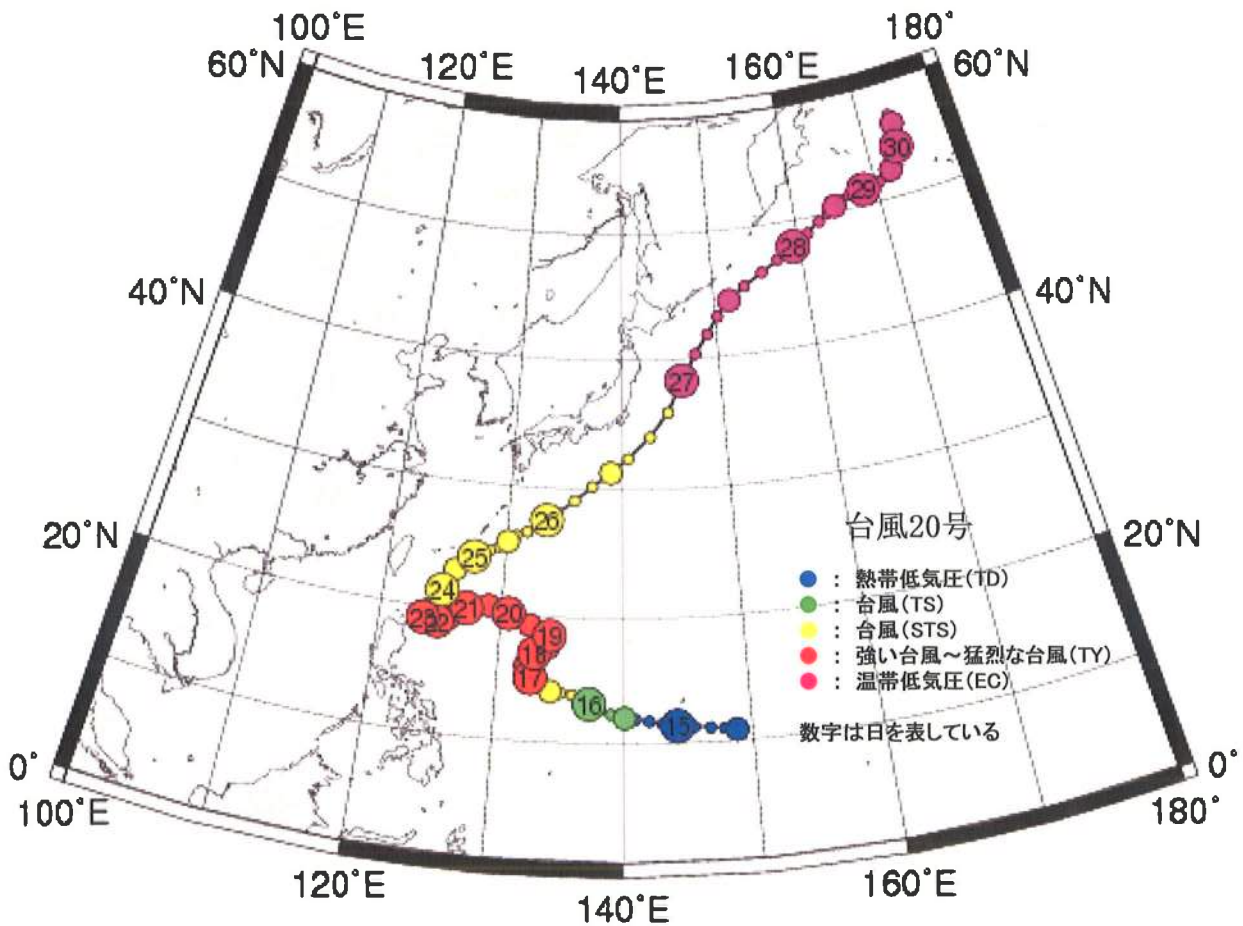 100°E
180°
60°N
120°E
140°E
160°E
60°N
30
29
28
40°N
40°N
27
20°N
26
台風20号
20°N
25
24
● : 熱帯低気圧(TD)
● : 台風(TS)
● : 台風(STS)
● : 強い台風～猛烈な台風(TY)
● : 温帯低気圧(EC)
23
22
21
20
19
18
17
16
15
数字は日を表している
0°
0°
100°E
180°
120°E
160°E
140°E